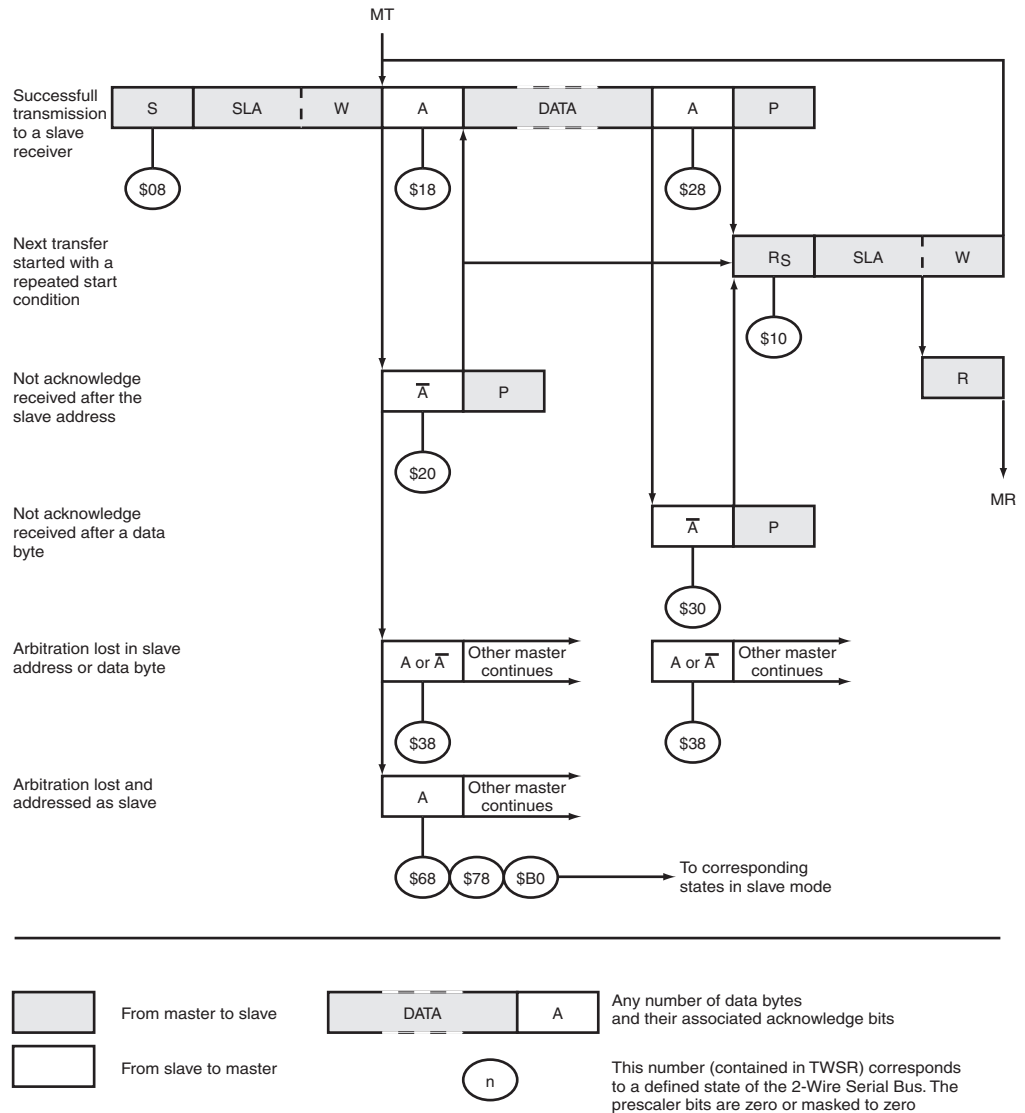 MT
Successfull
transmission
to a slave
receiver
S
SLA
W
A
DATA
A
P
$08
$18
$28
Next transfer
started with a
repeated start
condition
RS
SLA
W
$10
Not acknowledge
received after the
slave address
A̅
P
R
$20
MR
Not acknowledge
received after a data
byte
A̅
P
$30
Arbitration lost in slave
address or data byte
A or A̅
Other master
continues
A or A̅
Other master
continues
$38
$38
Arbitration lost and
addressed as slave
A
Other master
continues
$68
$78
$B0
To corresponding
states in slave mode
From master to slave
DATA
A
Any number of data bytes
and their associated acknowledge bits
From slave to master
n
This number (contained in TWSR) corresponds
to a defined state of the 2-Wire Serial Bus. The
prescaler bits are zero or masked to zero